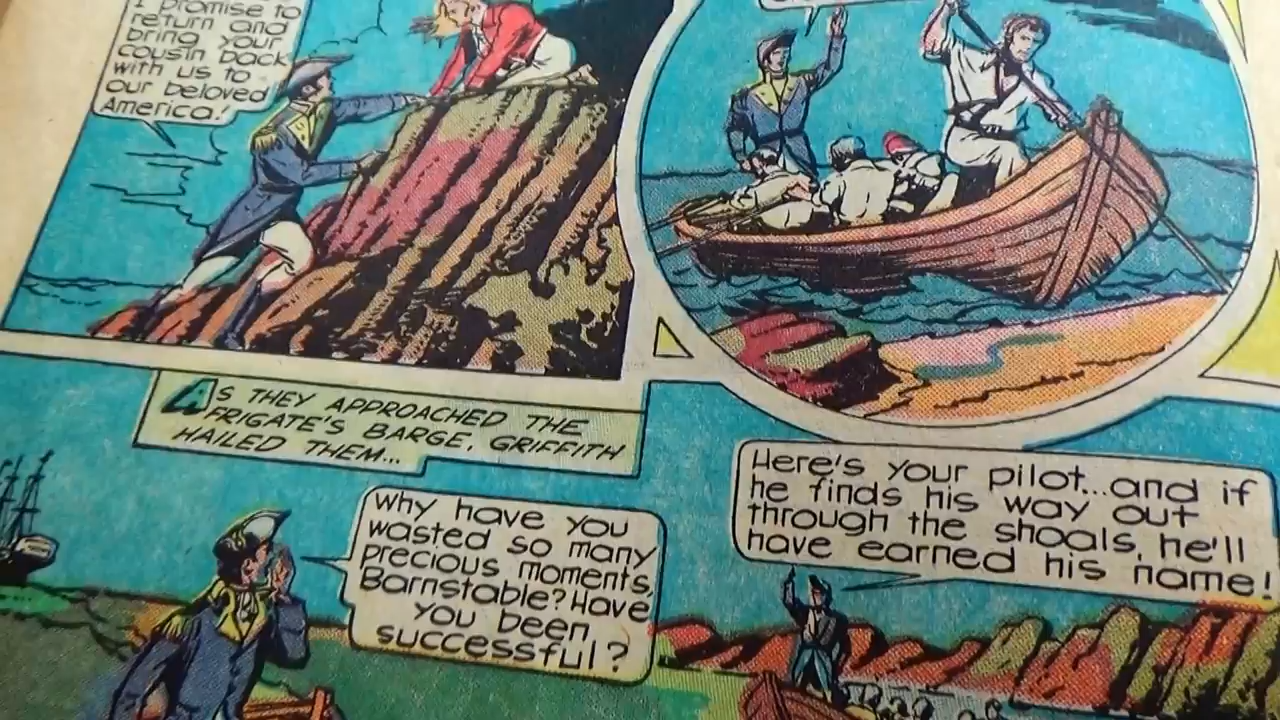 I promise to
return and
bring your
cousin back
with us to
our beloved
America!
AS THEY APPROACHED THE
FRIGATE'S BARGE, GRIFFITH
HAILED THEM...
Why have you
wasted so many
precious moments,
Barnstable? Have
you been
successful?
Here's your pilot...and if
he finds his way out
through the shoals, he'll
have earned his name!